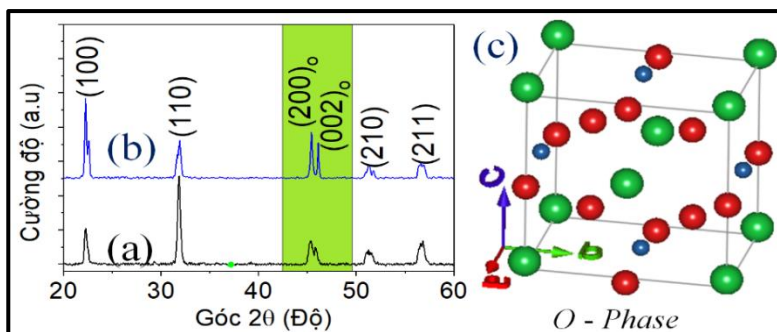 Cường độ (a.u)
(100)
(110)
(200)o
(002)o
(210)
(211)
(b)
(a)
20 30 40 50 60
Góc 2θ (Độ)
(c)
c
b
a
O - Phase